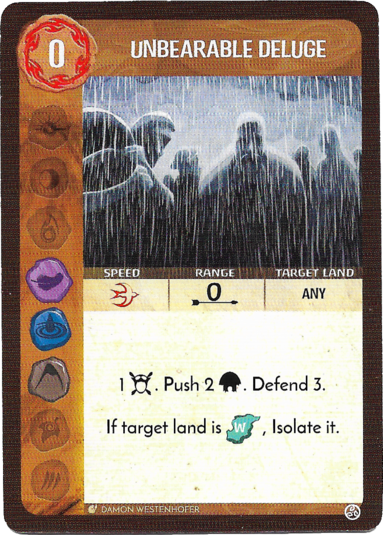 0
UNBEARABLE DELUGE
SPEED RANGE TARGET LAND
0 ANY
1 . Push 2 . Defend 3.
If target land is W , Isolate it.
DAMON WESTENHOFER